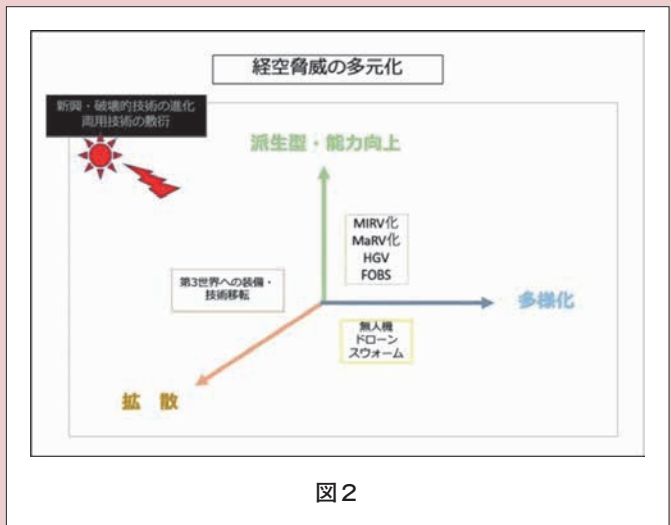 経空脅威の多元化
新興・破壊的技術の進化
両用技術の敷衍
派生型・能力向上
MIRV化
MaRV化
HGV
FOBS
第3世界への装備・
技術移転
多様化
無人機
ドローン
スウォーム
拡 散
図2